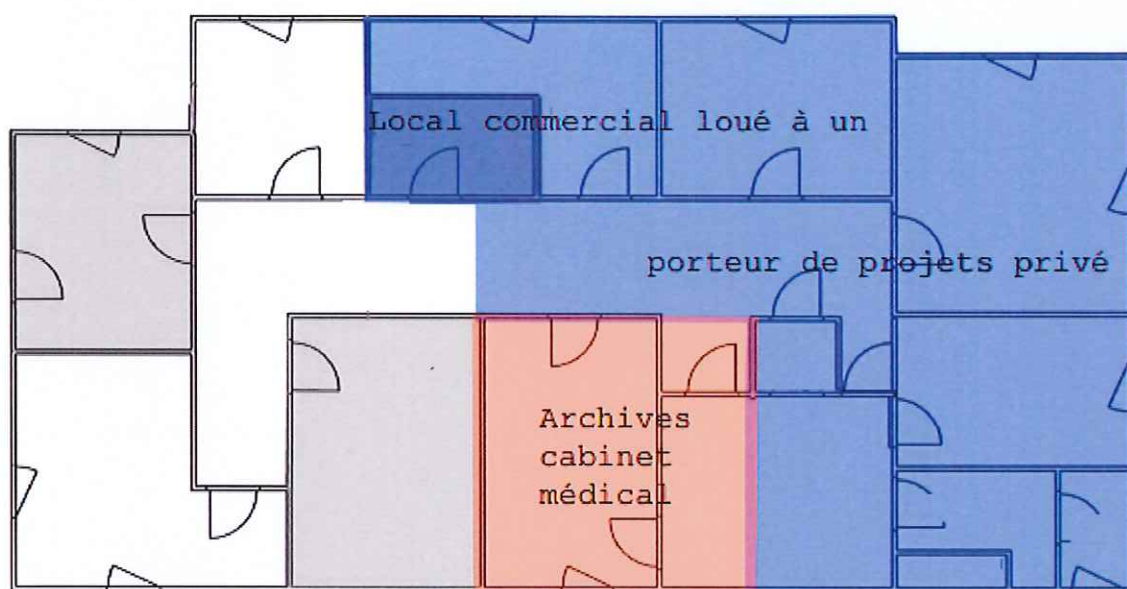 Local commercial loué à un
porteur de projets privé
Archives
cabinet
médical